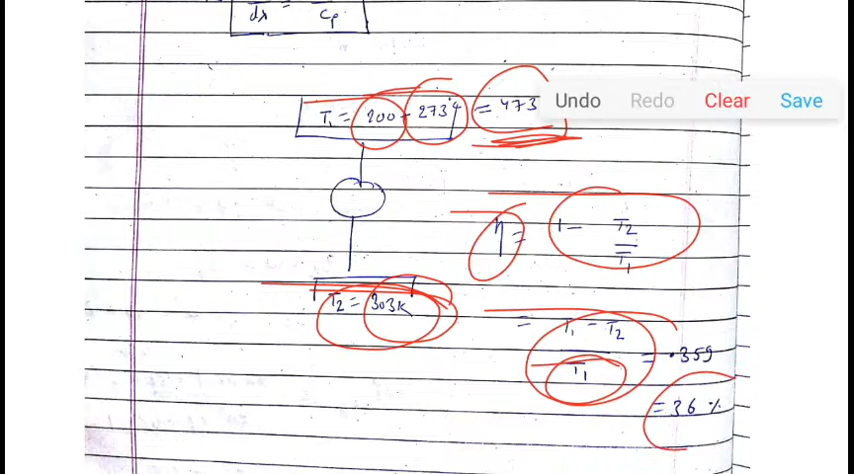 ds = Cp
T₁ = 200 - 273 = 473
Undo Redo Clear Save
η = 1 - T₂/T₁
T₂ = 303K
= T₁ - T₂/T₁ = .359
= 36 %